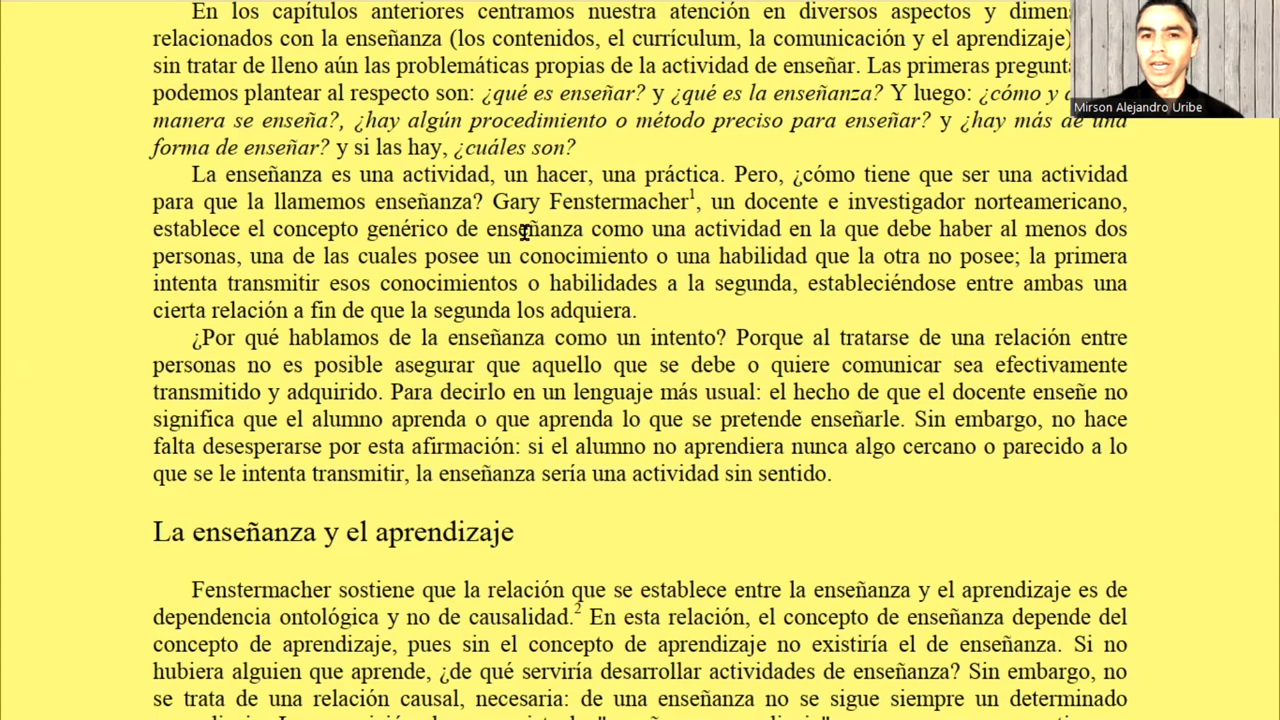 En los capítulos anteriores centramos nuestra atención en diversos aspectos y
relacionados con la enseñanza (los contenidos, el currículum, la comunicación y el aprendizaje)
sin tratar de lleno aún las problemáticas propias de la actividad de enseñar. Las primeras
podemos plantear al respecto son: ¿qué es enseñar? y ¿qué es la enseñanza? Y luego: ¿cómo y
Mirson Alejandro Uribe
manera se enseña?, ¿hay algún procedimiento o método preciso para enseñar? y ¿hay más de una
forma de enseñar? y si las hay, ¿cuáles son?
La enseñanza es una actividad, un hacer, una práctica. Pero, ¿cómo tiene que ser una actividad
para que la llamemos enseñanza? Gary Fenstermacher1, un docente e investigador norteamericano,
establece el concepto genérico de enseñanza como una actividad en la que debe haber al menos dos
personas, una de las cuales posee un conocimiento o una habilidad que la otra no posee; la primera
intenta transmitir esos conocimientos o habilidades a la segunda, estableciéndose entre ambas una
cierta relación a fin de que la segunda los adquiera.
¿Por qué hablamos de la enseñanza como un intento? Porque al tratarse de una relación entre
personas no es posible asegurar que aquello que se debe o quiere comunicar sea efectivamente
transmitido y adquirido. Para decirlo en un lenguaje más usual: el hecho de que el docente enseñe no
significa que el alumno aprenda o que aprenda lo que se pretende enseñarle. Sin embargo, no hace
falta desesperarse por esta afirmación: si el alumno no aprendiera nunca algo cercano o parecido a lo
que se le intenta transmitir, la enseñanza sería una actividad sin sentido.
La enseñanza y el aprendizaje
Fenstermacher sostiene que la relación que se establece entre la enseñanza y el aprendizaje es de
dependencia ontológica y no de causalidad.2 En esta relación, el concepto de enseñanza depende del
concepto de aprendizaje, pues sin el concepto de aprendizaje no existiría el de enseñanza. Si no
hubiera alguien que aprende, ¿de qué serviría desarrollar actividades de enseñanza? Sin embargo, no
se trata de una relación causal, necesaria: de una enseñanza no se sigue siempre un determinado